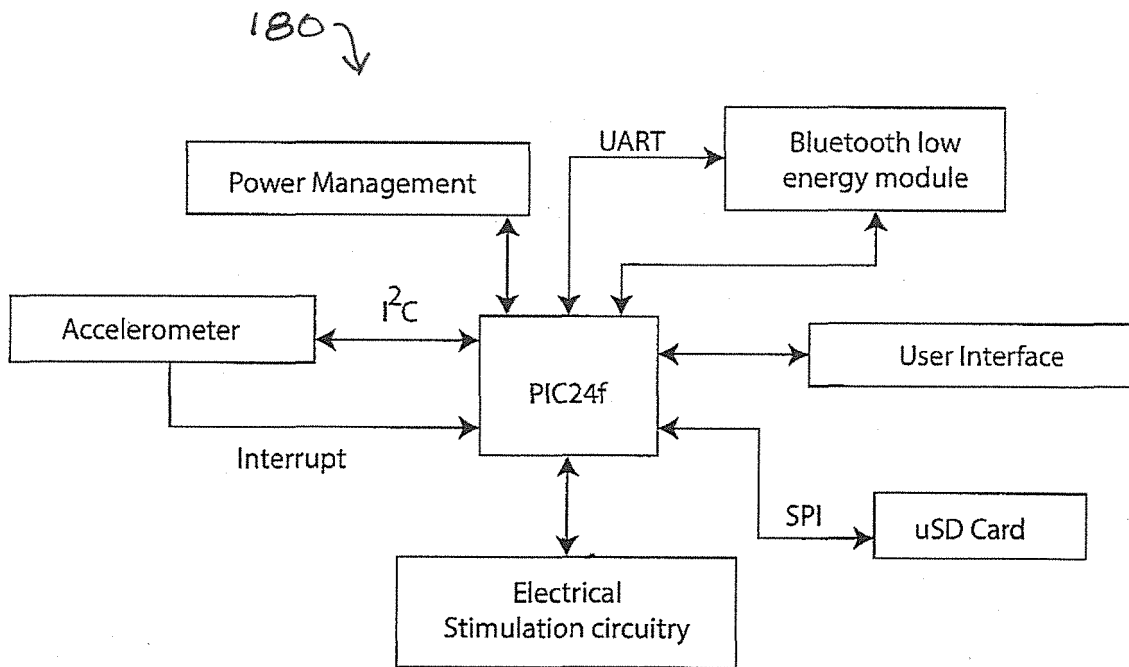 180
UART
Bluetooth low
energy module
Power Management
I²C
Accelerometer
User Interface
PIC24f
Interrupt
SPI
uSD Card
Electrical
Stimulation circuitry